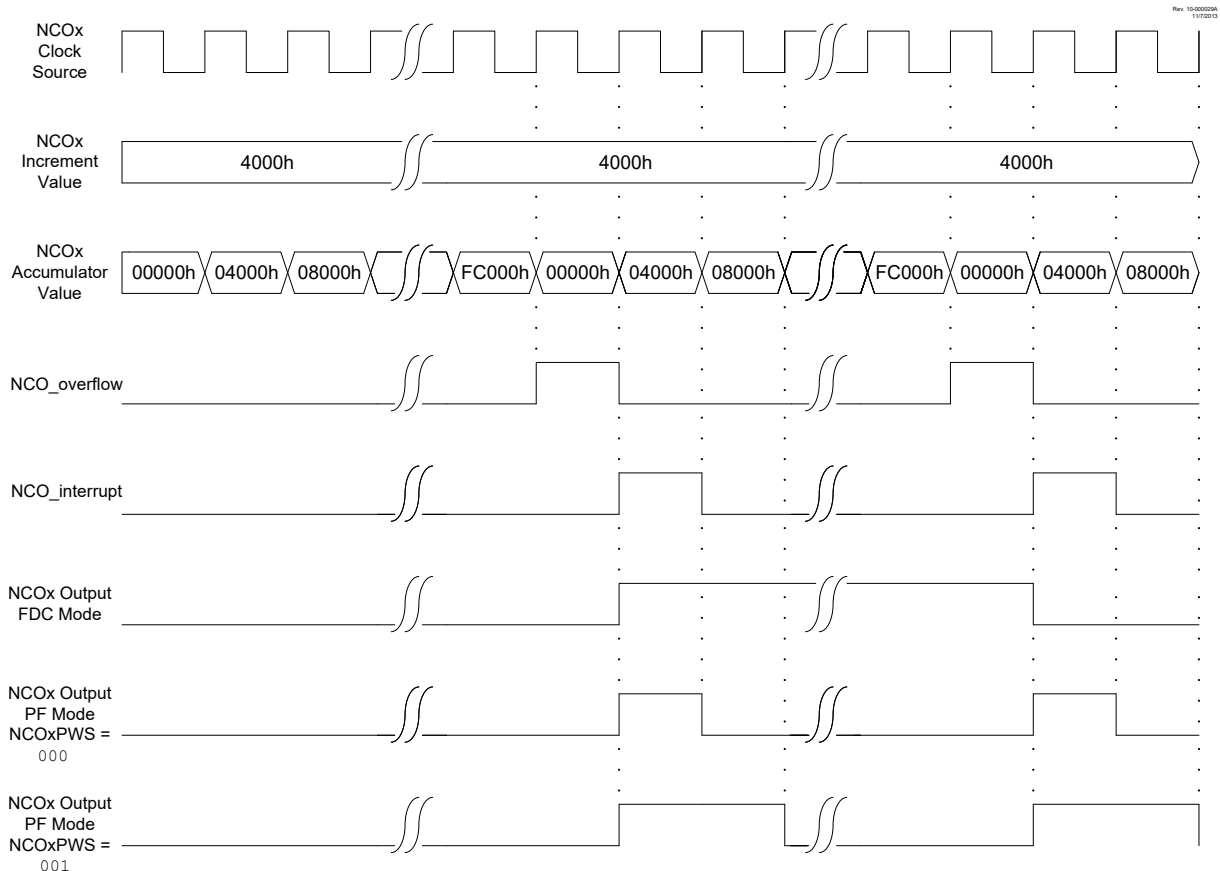 Rev. 10-000029A
11/7/2013
NCOx
Clock
Source
NCOx
Increment
Value
4000h
4000h
4000h
NCOx
Accumulator
Value
00000h
04000h
08000h
FC000h
00000h
04000h
08000h
FC000h
00000h
04000h
08000h
NCO_overflow
NCO_interrupt
NCOx Output
FDC Mode
NCOx Output
PF Mode
NCOxPWS =
000
NCOx Output
PF Mode
NCOxPWS =
001